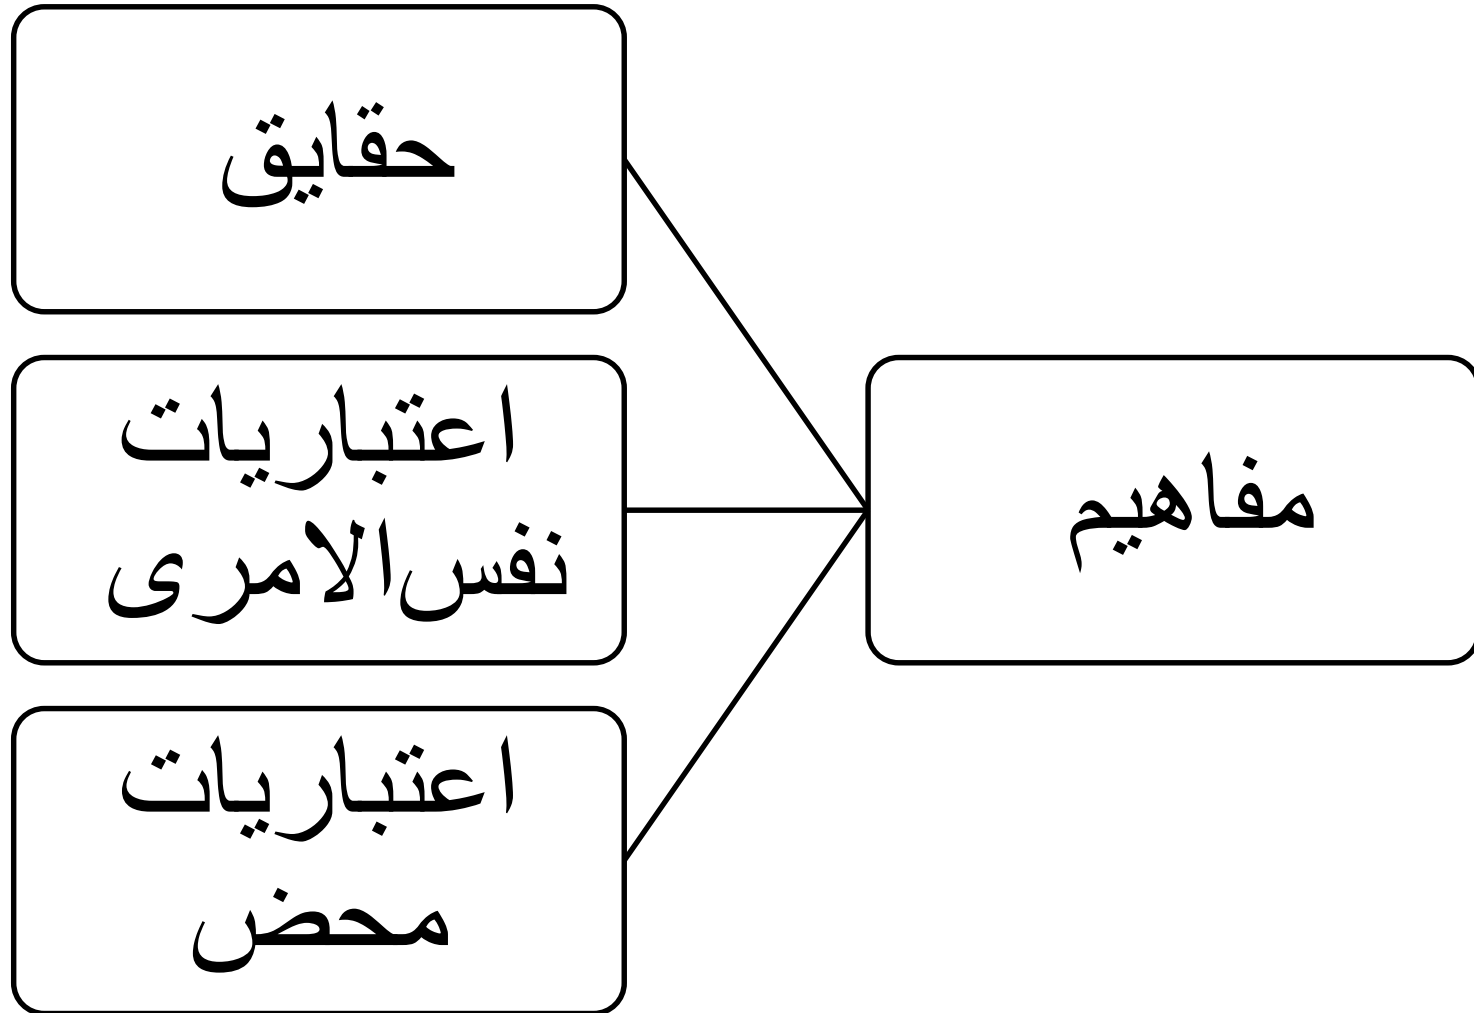 مفاهیم
حقایق
اعتباریات
نفس‌الامری
اعتباریات
محض